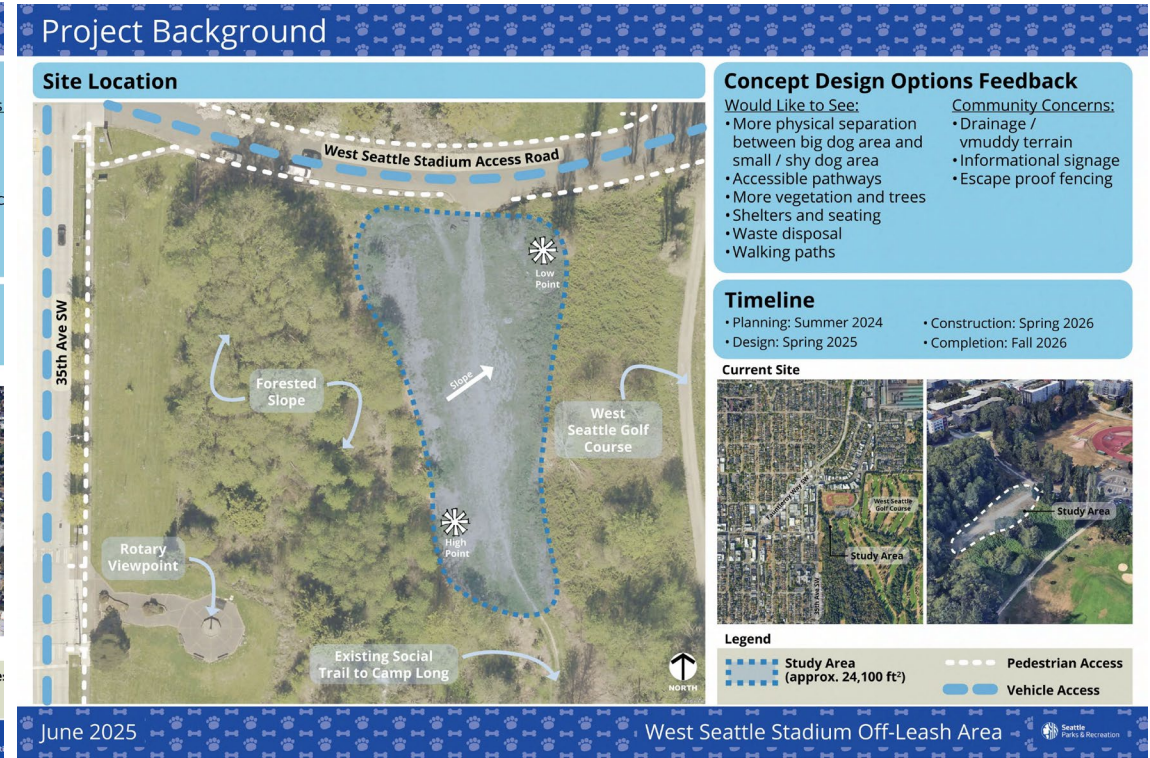 Project Background
Site Location
West Seattle Stadium Access Road
35th Ave SW
Low
Point
Slope
Forested
Slope
West
Seattle Golf
Course
High
Point
Rotary
Viewpoint
Existing Social
Trail to Camp Long
NORTH
Concept Design Options Feedback
Would Like to See:
• More physical separation
between big dog area and
small / shy dog area
• Accessible pathways
• More vegetation and trees
• Shelters and seating
• Waste disposal
• Walking paths
Community Concerns:
• Drainage /
vmuddy terrain
• Informational signage
• Escape proof fencing
Timeline
• Planning: Summer 2024
• Design: Spring 2025
• Construction: Spring 2026
• Completion: Fall 2026
Current Site
West Seattle
Golf Course
Study Area
35th Ave SW
Study Area
Legend
Study Area
(approx. 24,100 ft²)
Pedestrian Access
Vehicle Access
June 2025
West Seattle Stadium Off-Leash Area
Seattle
Parks & Recreation